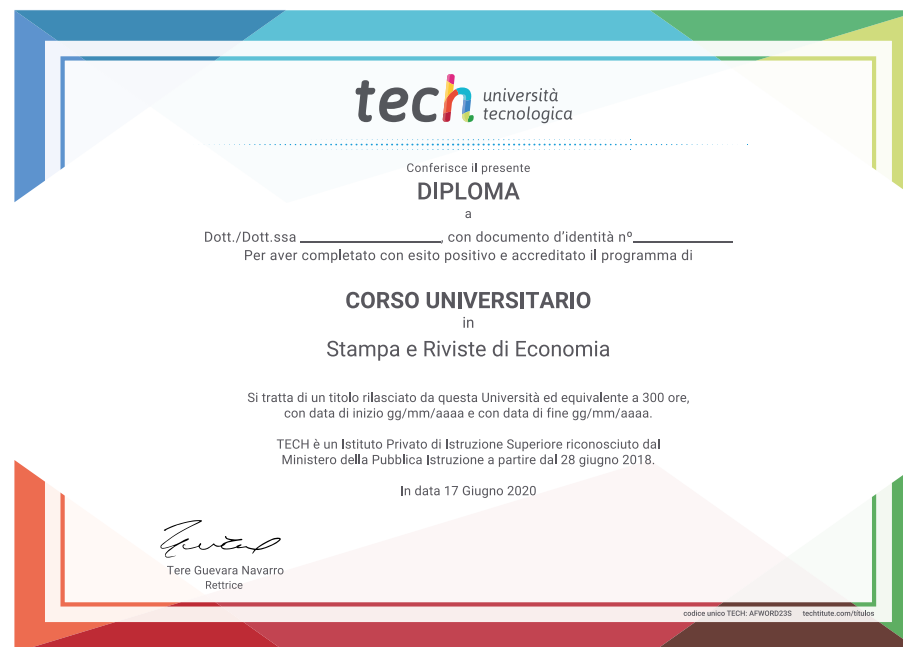 tech università
tecnologica
Conferisce il presente
DIPLOMA
a
Dott./Dott.ssa ____________________, con documento d'identità nº______________
Per aver completato con esito positivo e accreditato il programma di
CORSO UNIVERSITARIO
in
Stampa e Riviste di Economia
Si tratta di un titolo rilasciato da questa Università ed equivalente a 300 ore,
con data di inizio gg/mm/aaaa e con data di fine gg/mm/aaaa.
TECH è un Istituto Privato di Istruzione Superiore riconosciuto dal
Ministero della Pubblica Istruzione a partire dal 28 giugno 2018.
In data 17 Giugno 2020
Tere Guevara Navarro
Rettrice
codice unico TECH: AFWORD23S techtitute.com/titulos